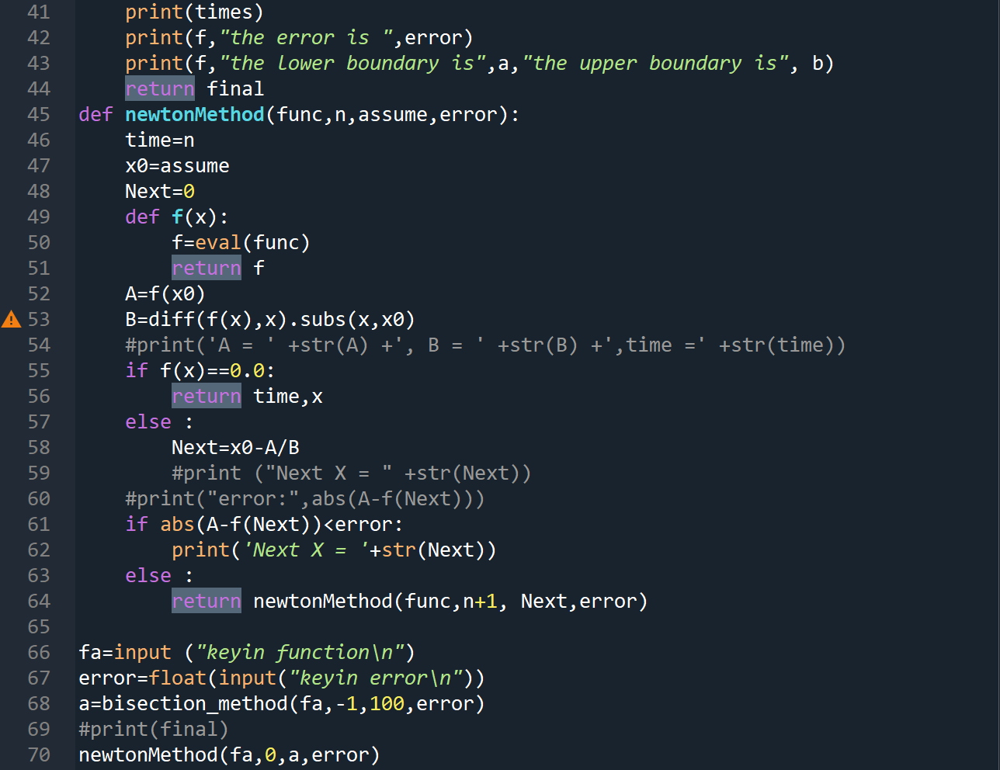 41 print(times)
42 print(f,"the error is ",error)
43 print(f,"the lower boundary is",a,"the upper boundary is", b)
44 return final
45 def newtonMethod(func,n,assume,error):
46 time=n
47 x0=assume
48 Next=0
49 def f(x):
50 f=eval(func)
51 return f
52 A=f(x0)
53 B=diff(f(x),x).subs(x,x0)
54 #print('A = ' +str(A) +', B = ' +str(B) +',time =' +str(time))
55 if f(x)==0.0:
56 return time,x
57 else :
58 Next=x0-A/B
59 #print ("Next X = " +str(Next))
60 #print("error:",abs(A-f(Next)))
61 if abs(A-f(Next))<error:
62 print('Next X = '+str(Next))
63 else :
64 return newtonMethod(func,n+1, Next,error)
65
66 fa=input ("keyin function\n")
67 error=float(input("keyin error\n"))
68 a=bisection_method(fa,-1,100,error)
69 #print(final)
70 newtonMethod(fa,0,a,error)